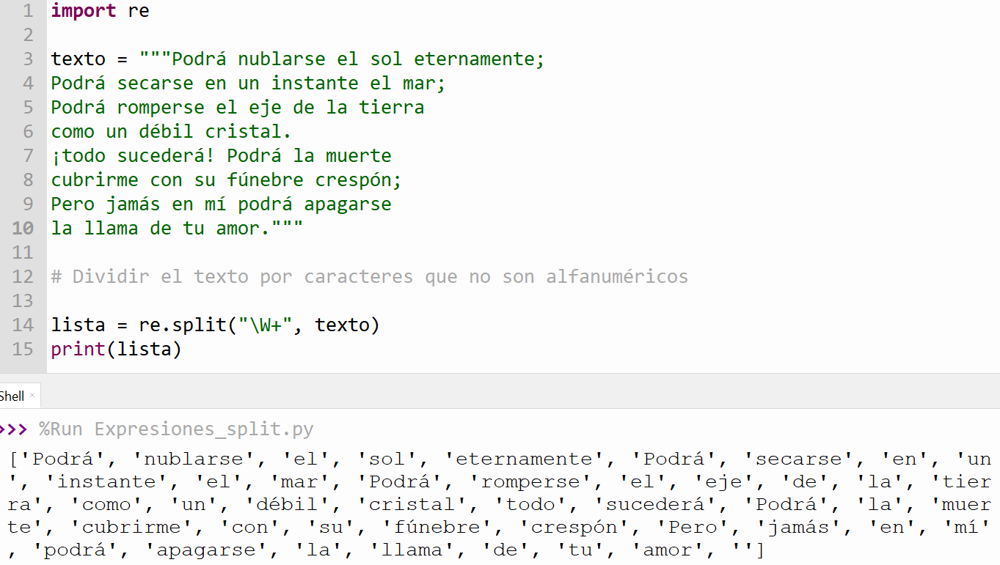 1 import re
2
3 texto = """Podrá nublarse el sol eternamente;
4 Podrá secarse en un instante el mar;
5 Podrá romperse el eje de la tierra
6 como un débil cristal.
7 ¡todo sucederá! Podrá la muerte
8 cubrirme con su fúnebre crespón;
9 Pero jamás en mí podrá apagarse
10 la llama de tu amor."""
11
12 # Dividir el texto por caracteres que no son alfanuméricos
13
14 lista = re.split("\W+", texto)
15 print(lista)
Shell ×
>>> %Run Expresiones_split.py
['Podrá', 'nublarse', 'el', 'sol', 'eternamente', 'Podrá', 'secarse', 'en', 'un
', 'instante', 'el', 'mar', 'Podrá', 'romperse', 'el', 'eje', 'de', 'la', 'tier
ra', 'como', 'un', 'débil', 'cristal', 'todo', 'sucederá', 'Podrá', 'la', 'muer
te', 'cubrirme', 'con', 'su', 'fúnebre', 'crespón', 'Pero', 'jamás', 'en', 'mí'
, 'podrá', 'apagarse', 'la', 'llama', 'de', 'tu', 'amor', '']